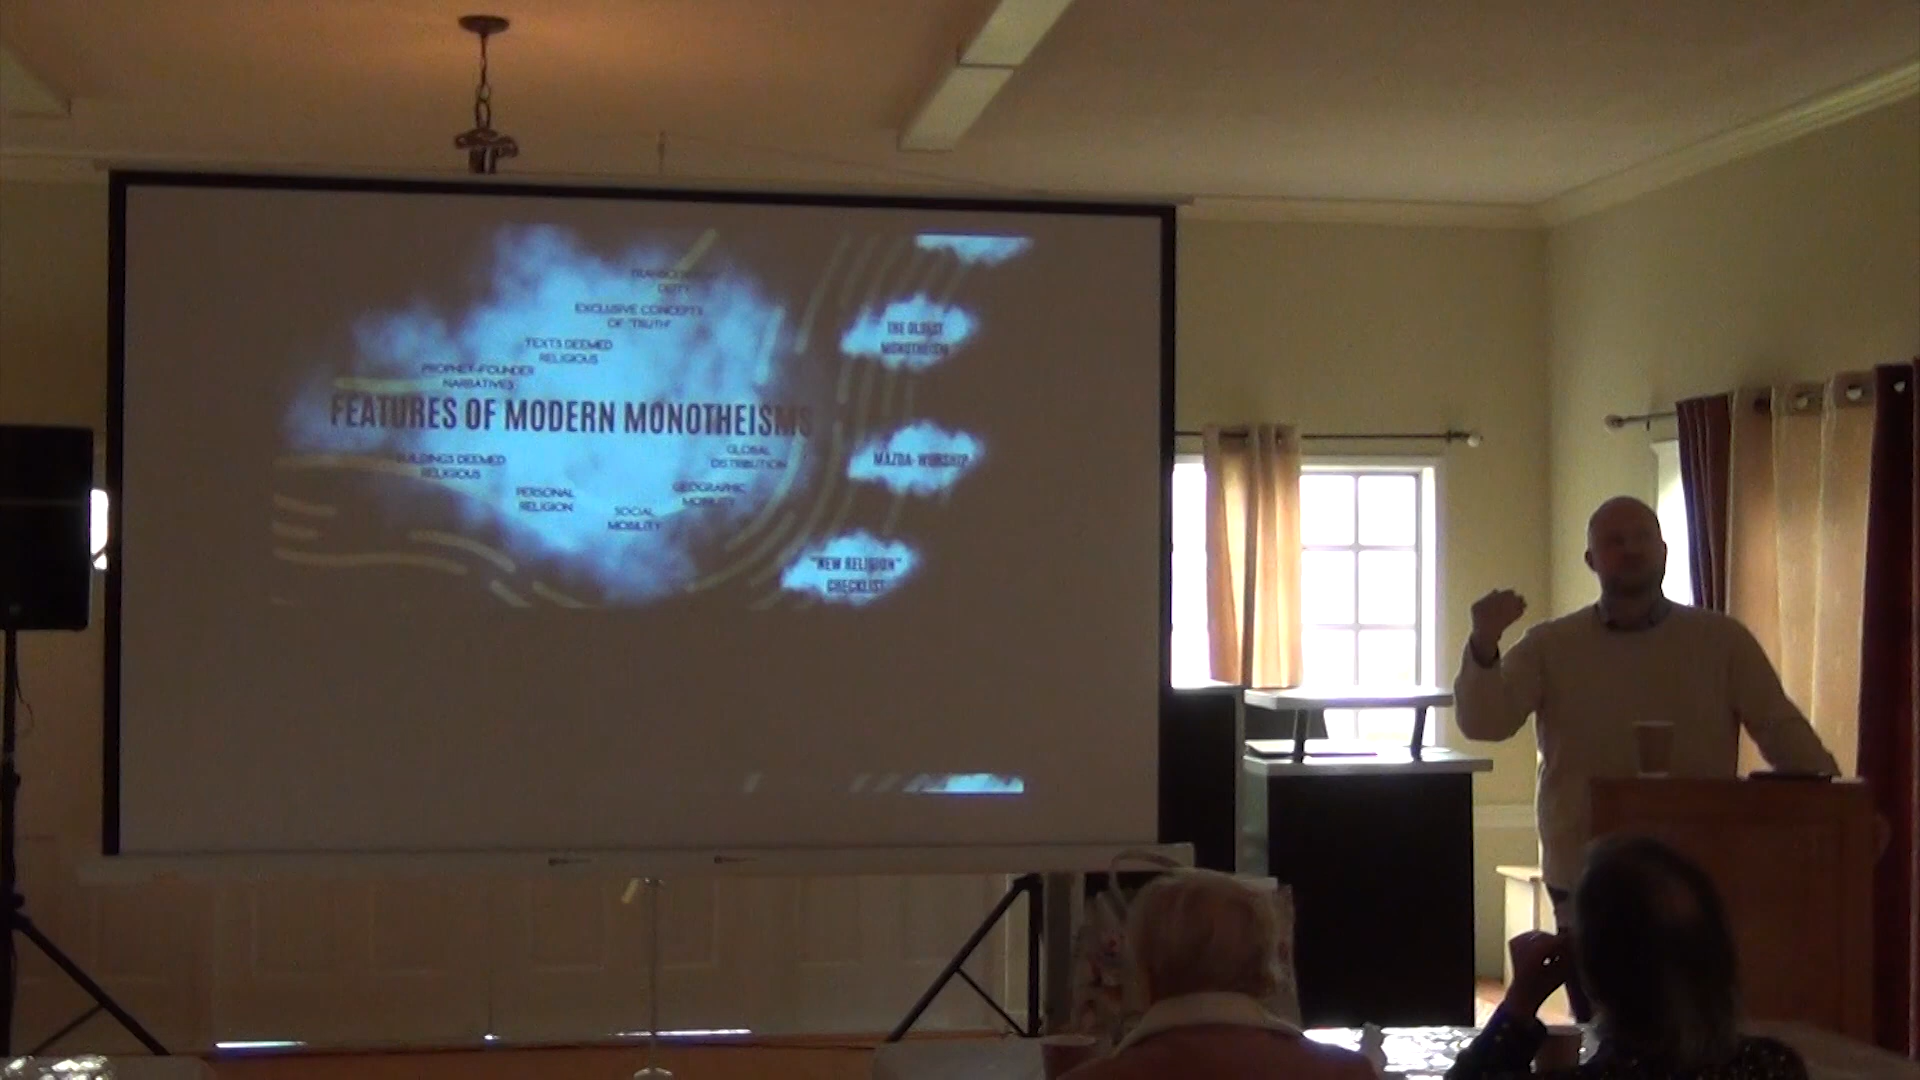 DEITY
EXCLUSIVE CONCEPTS
OF "TRUTH"
TEXTS DEEMED
RELIGIOUS
PROPHET-FOUNDER
NARRATIVES
FEATURES OF MODERN MONOTHEISMS
BUILDINGS DEEMED
RELIGIOUS
PERSONAL
RELIGION
SOCIAL
MOBILITY
GEOGRAPHIC
MOBILITY
GLOBAL
DISTRIBUTION
THE OLDEST
MONOTHEISM
MAZDA-WORSHIP
"NEW RELIGION"
CHECKLIST